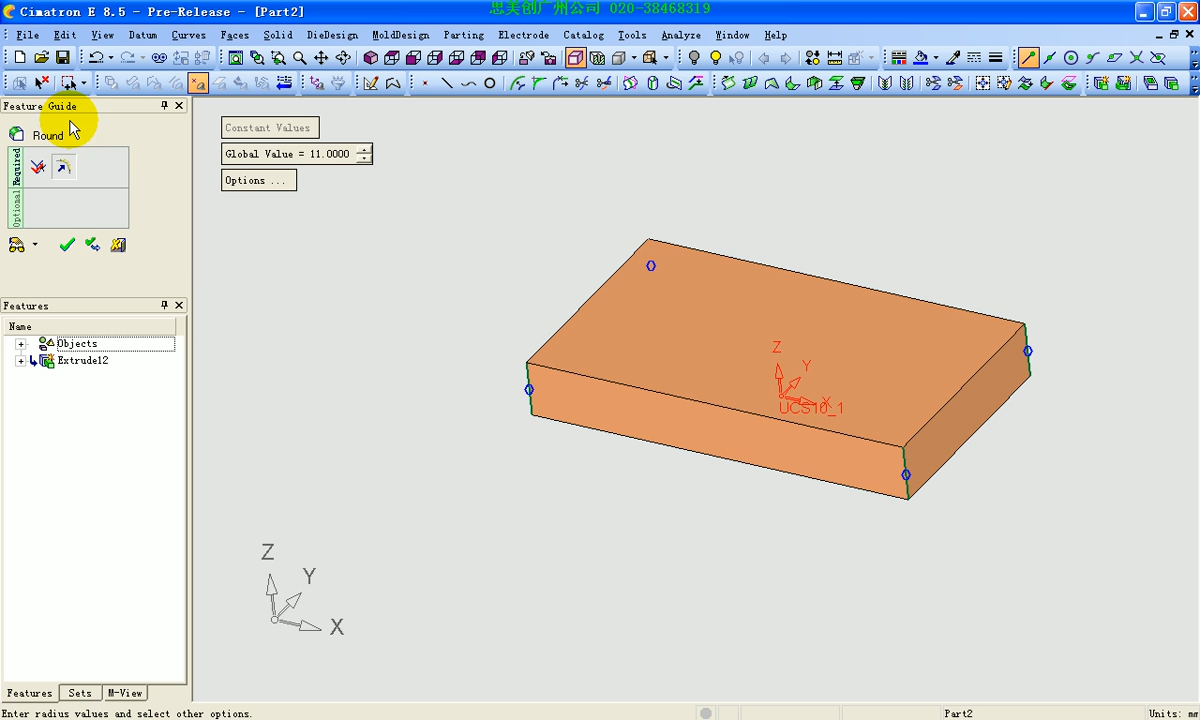 Cimatron E 8.5 - Pre-Release - [Part2]
思美创广州公司 020-38468319
File Edit View Datum Curves Faces Solid DieDesign MoldDesign Parting Electrode Catalog Tools Analyze Window Help
Feature Guide
Round
Required
Optional
Constant Values
Global Value = 11.0000
Options ...
Features
Name
Objects
Extrude12
Z
Y
X
UCS10_1
Z
Y
X
Features Sets M-View
Enter radius values and select other options.
Part2
Units: mm